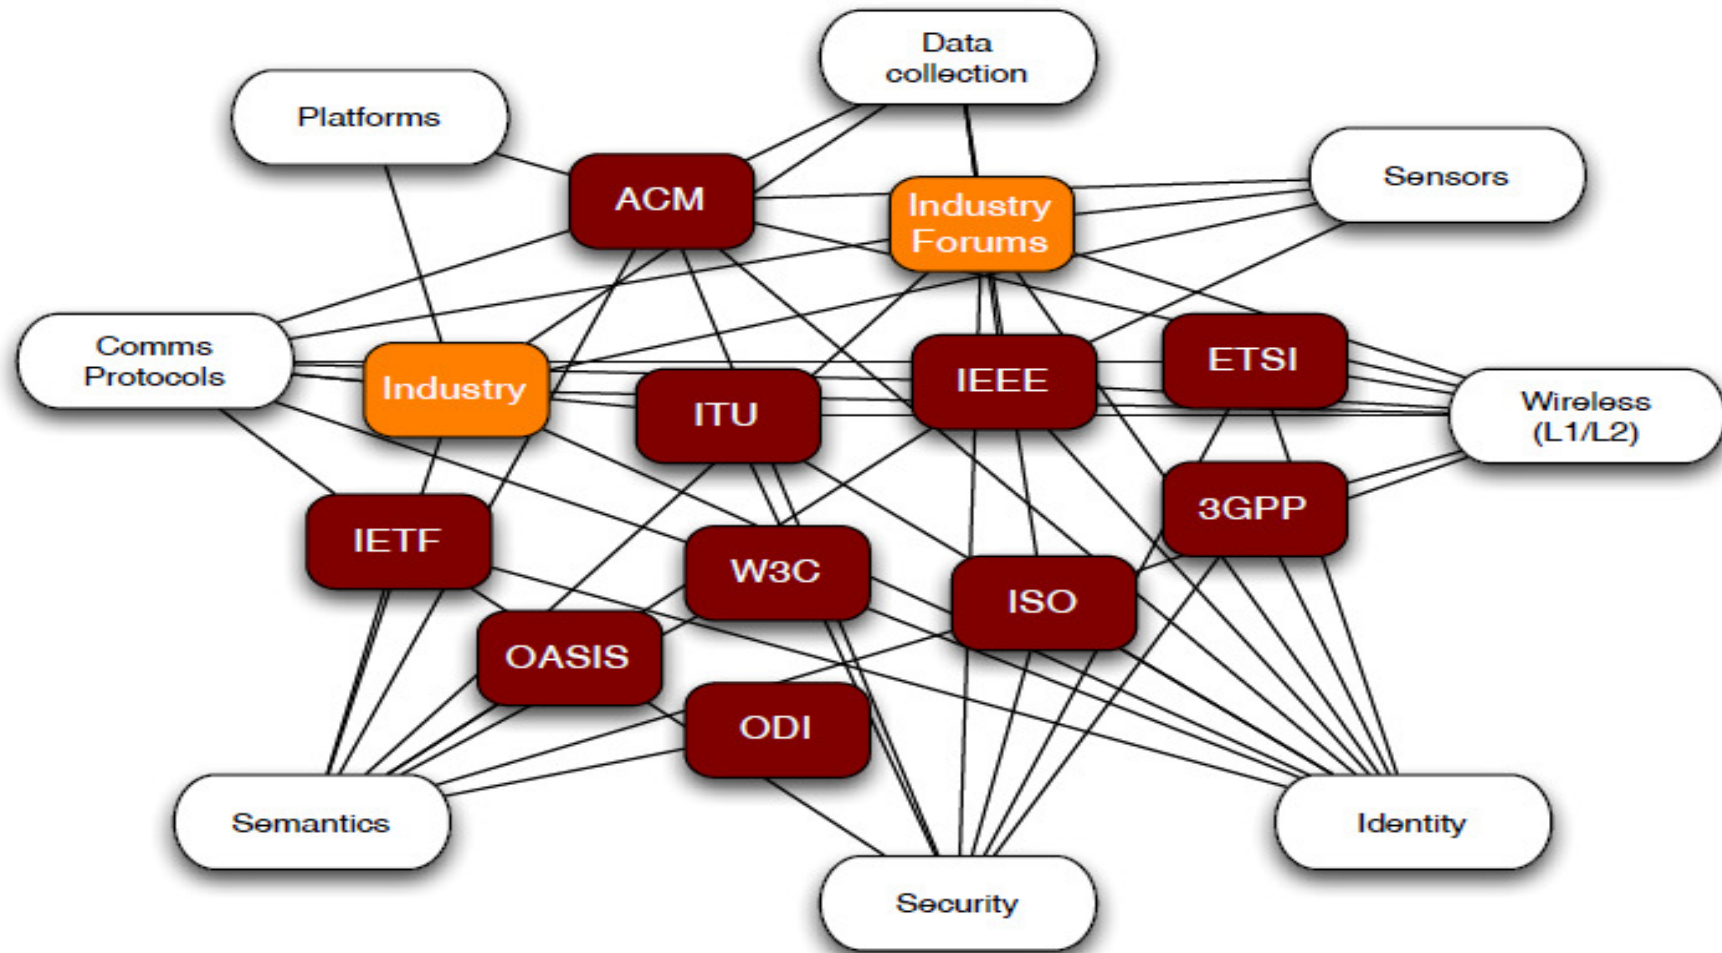 Data
collection
Platforms
Sensors
ACM
Industry
Forums
Comms
Protocols
Industry
ITU
IEEE
ETSI
Wireless
(L1/L2)
IETF
W3C
3GPP
ISO
OASIS
ODI
Semantics
Identity
Security